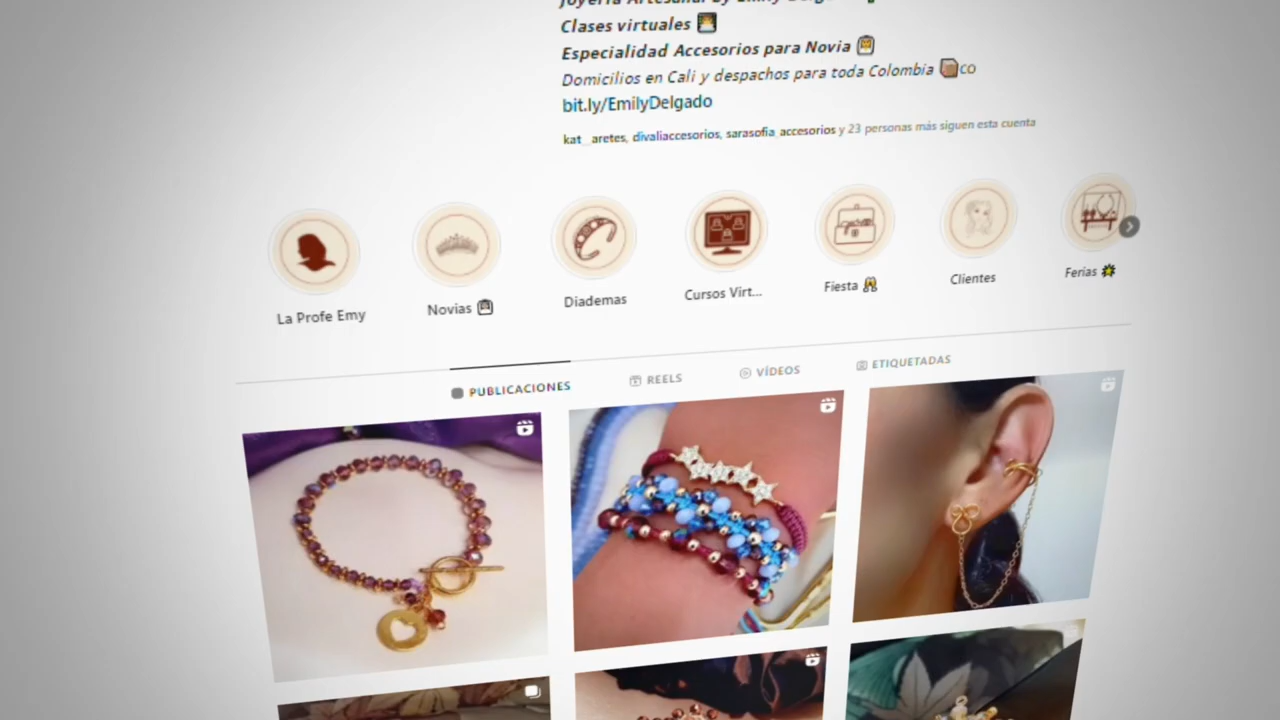 Clases virtuales
Especialidad Accesorios para Novia
Domicilios en Cali y despachos para toda Colombia co
bit.ly/EmilyDelgado
kat__aretes, divaliaccesorios, sarasofia_accesorios y 23 personas más siguen esta cuenta
La Profe Emy
Novias
Diademas
Cursos Virt...
Fiesta
Clientes
Ferias
PUBLICACIONES
REELS
VÍDEOS
ETIQUETADAS